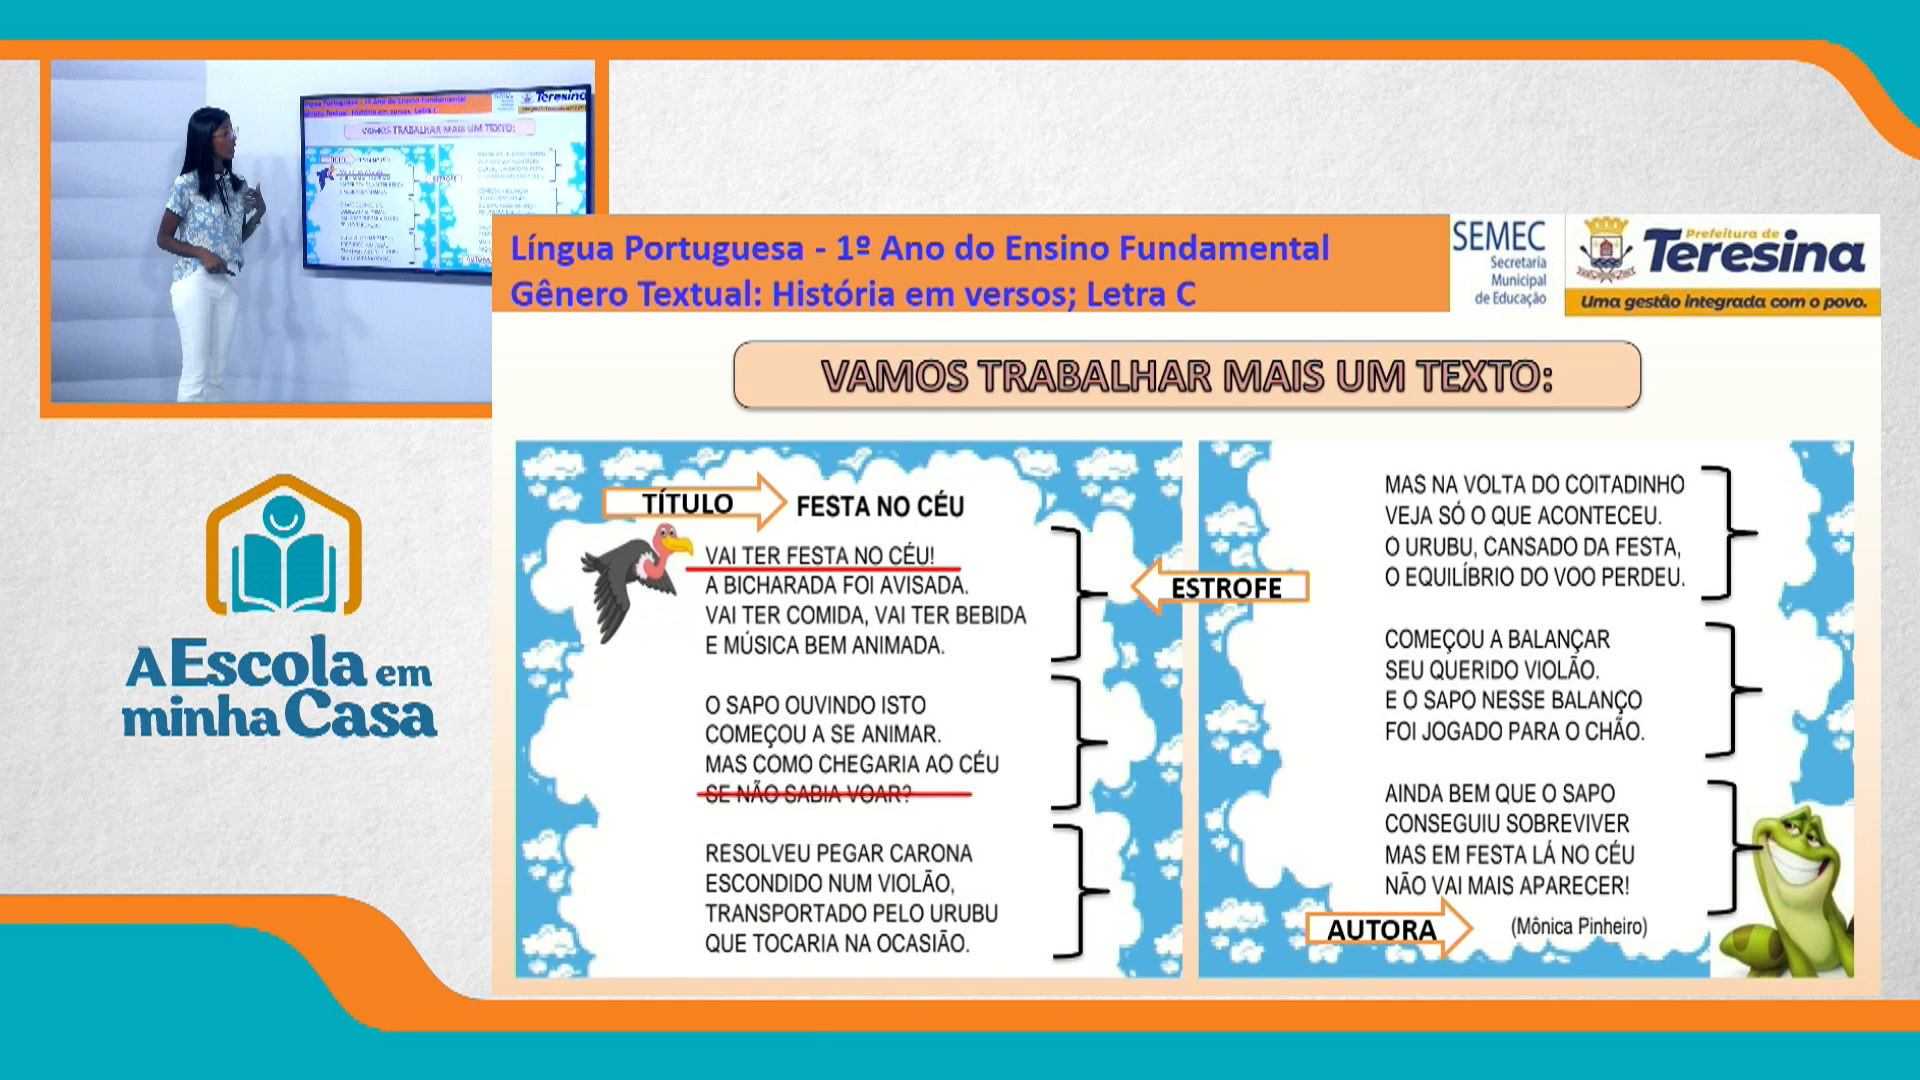 Língua Portuguesa - 1º Ano do Ensino Fundamental
Gênero Textual: História em versos; Letra C
SEMEC
Secretaria
Municipal
de Educação
Prefeitura de
Teresina
Uma gestão integrada com o povo.
VAMOS TRABALHAR MAIS UM TEXTO:
TÍTULO
FESTA NO CÉU
VAI TER FESTA NO CÉU!
A BICHARADA FOI AVISADA.
VAI TER COMIDA, VAI TER BEBIDA
E MÚSICA BEM ANIMADA.
ESTROFE
O SAPO OUVINDO ISTO
COMEÇOU A SE ANIMAR.
MAS COMO CHEGARIA AO CÉU
SE NÃO SABIA VOAR?
RESOLVEU PEGAR CARONA
ESCONDIDO NUM VIOLÃO,
TRANSPORTADO PELO URUBU
QUE TOCARIA NA OCASIÃO.
MAS NA VOLTA DO COITADINHO
VEJA SÓ O QUE ACONTECEU.
O URUBU, CANSADO DA FESTA,
O EQUILÍBRIO DO VOO PERDEU.
COMEÇOU A BALANÇAR
SEU QUERIDO VIOLÃO.
E O SAPO NESSE BALANÇO
FOI JOGADO PARA O CHÃO.
AINDA BEM QUE O SAPO
CONSEGUIU SOBREVIVER
MAS EM FESTA LÁ NO CÉU
NÃO VAI MAIS APARECER!
AUTORA
(Mônica Pinheiro)
A Escola em
minha Casa
Teresina
VAMOS TRABALHAR MAIS UM TEXTO: